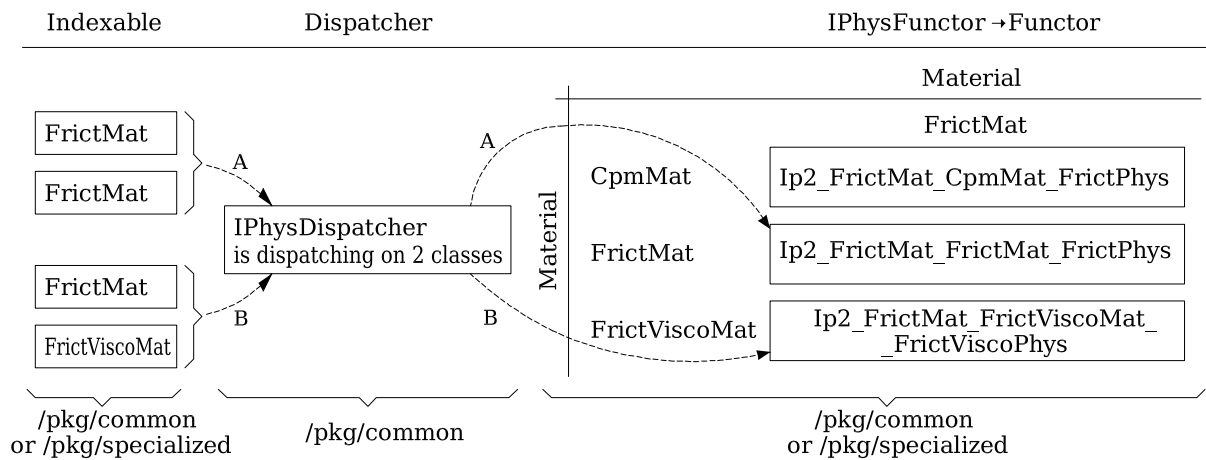 Indexable
Dispatcher
IPhysFunctor → Functor
Material
FrictMat
FrictMat
FrictMat
A
A
IPhysDispatcher
is dispatching on 2 classes
FrictMat
FrictViscoMat
B
B
Material
CpmMat
Ip2_FrictMat_CpmMat_FrictPhys
FrictMat
Ip2_FrictMat_FrictMat_FrictPhys
FrictViscoMat
Ip2_FrictMat_FrictViscoMat_
_FrictViscoPhys
/pkg/common
or /pkg/specialized
/pkg/common
/pkg/common
or /pkg/specialized